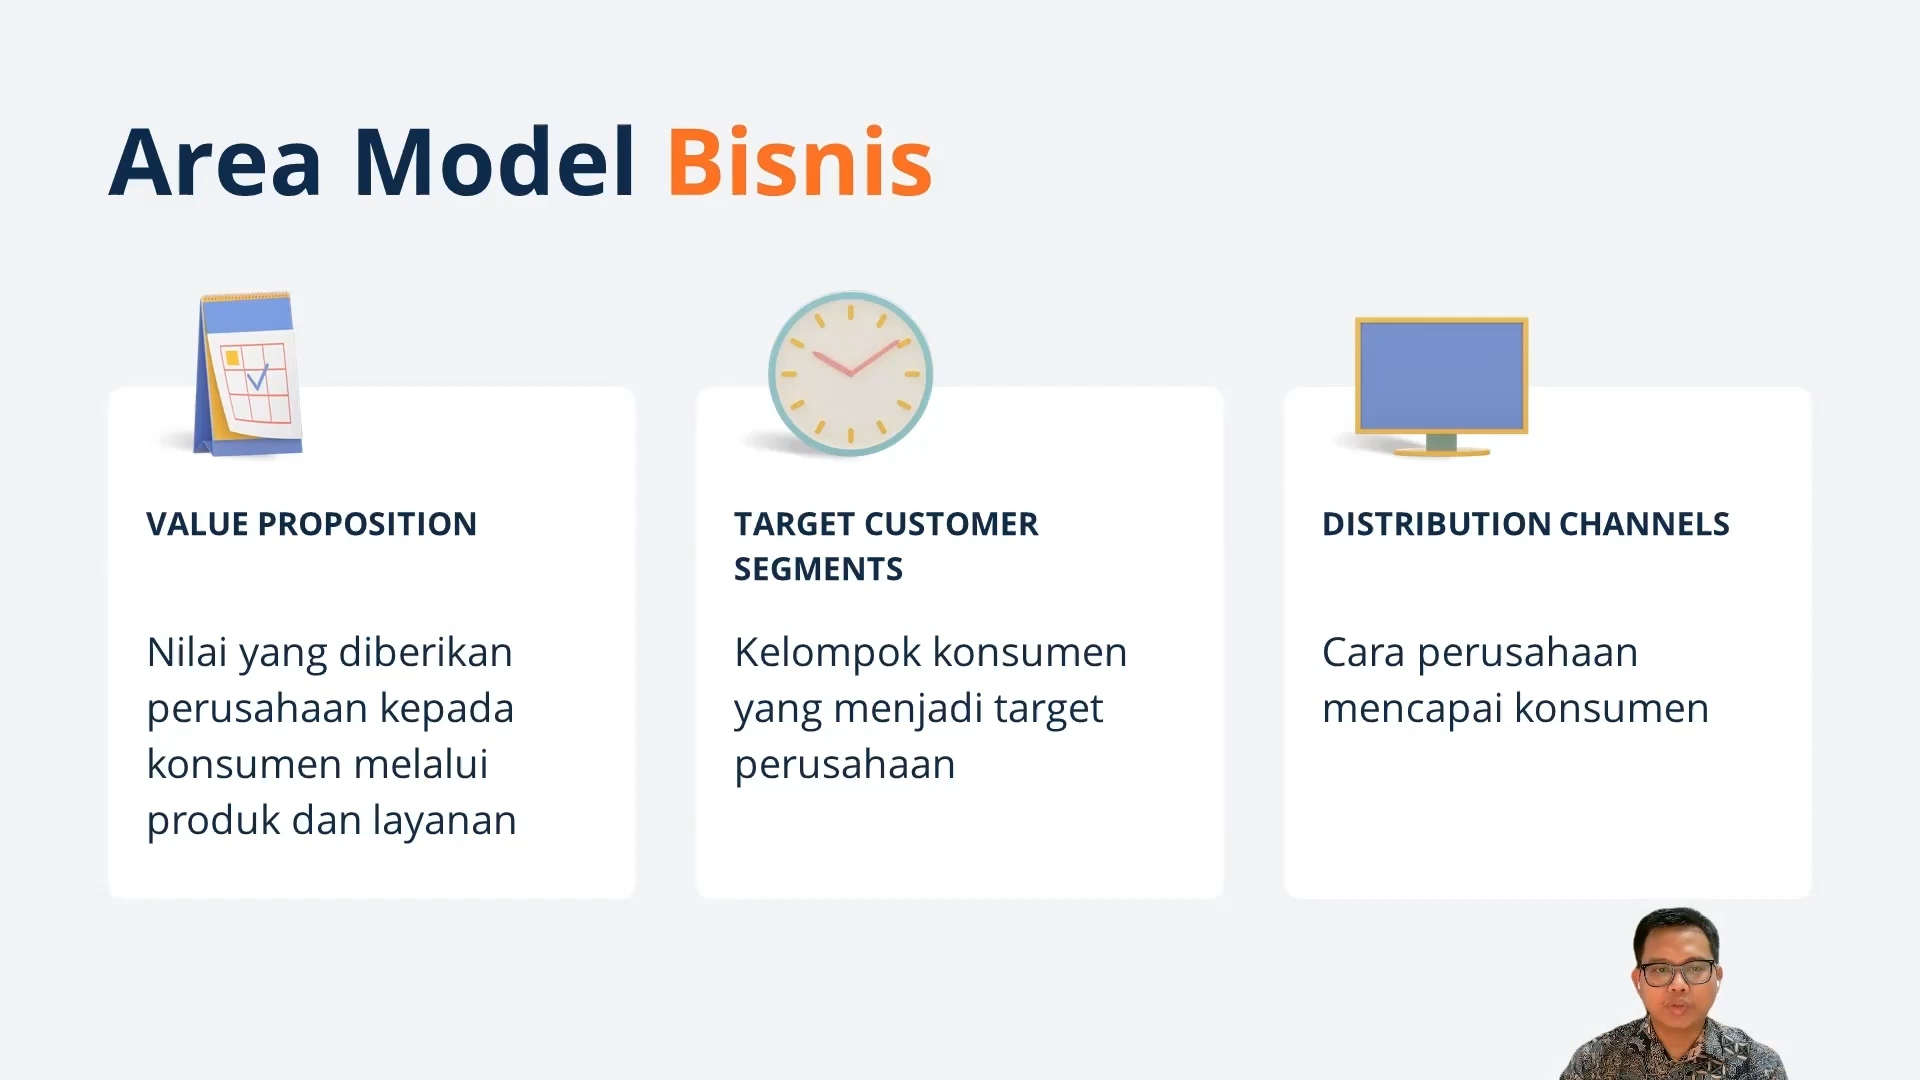 Area Model Bisnis
VALUE PROPOSITION
Nilai yang diberikan
perusahaan kepada
konsumen melalui
produk dan layanan
TARGET CUSTOMER
SEGMENTS
Kelompok konsumen
yang menjadi target
perusahaan
DISTRIBUTION CHANNELS
Cara perusahaan
mencapai konsumen